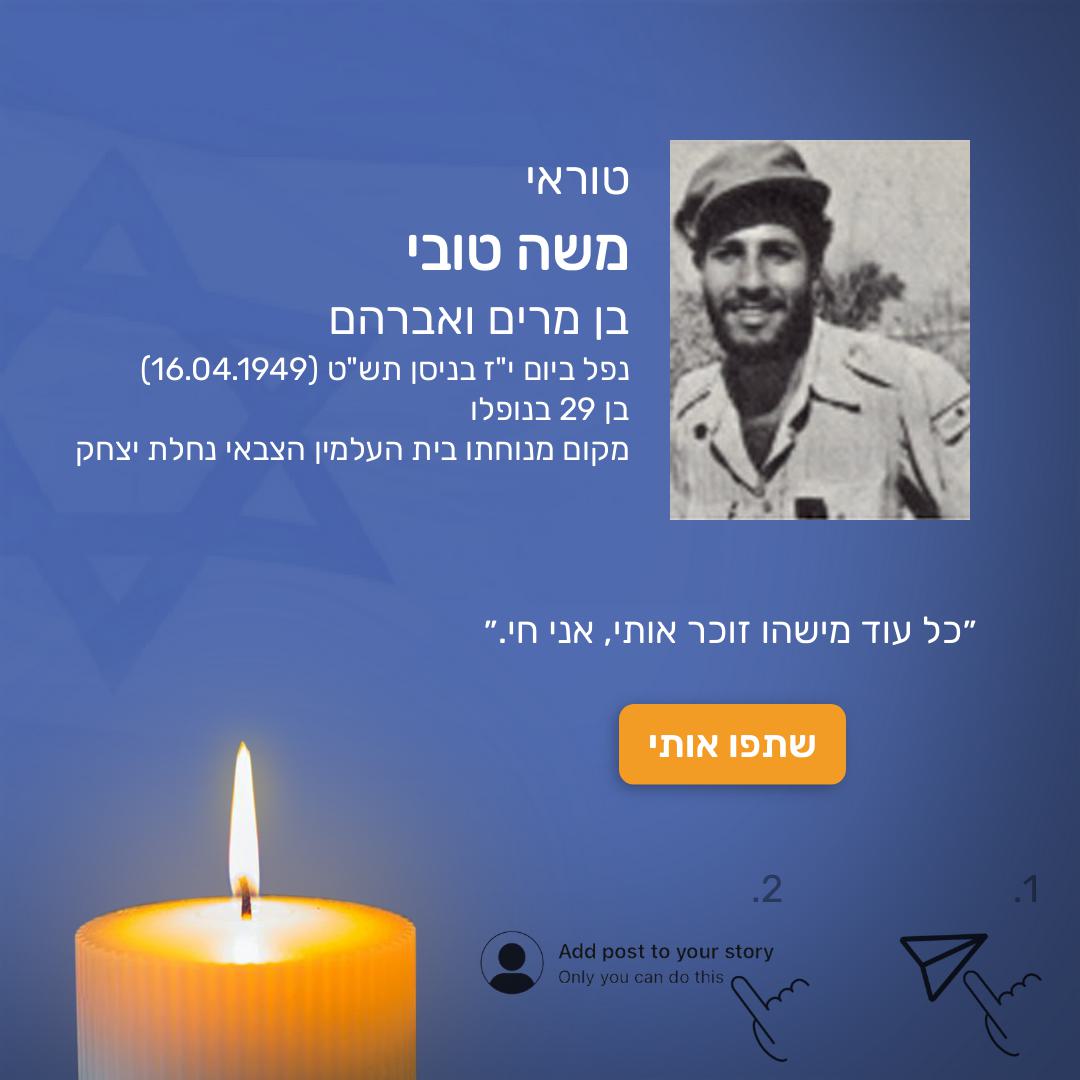 טוראי
משה טובי
בן מרים ואברהם
נפל ביום י"ז בניסן תש"ט (16.04.1949)
בן 29 בנופלו
מקום מנוחתו בית העלמין הצבאי נחלת יצחק
״כל עוד מישהו זוכר אותי, אני חי.״
שתפו אותי
1.
2.
Add post to your story
Only you can do this